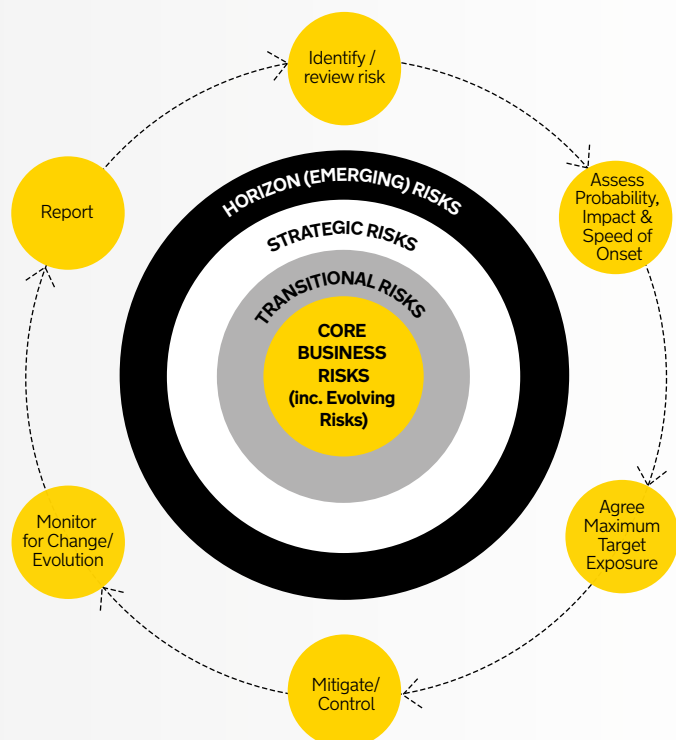 Identify /
review risk
Assess
Probability,
Impact &
Speed of
Onset
Agree
Maximum
Target
Exposure
Mitigate/
Control
Monitor
for Change/
Evolution
Report
HORIZON (EMERGING) RISKS
STRATEGIC RISKS
TRANSITIONAL RISKS
CORE
BUSINESS
RISKS
(inc. Evolving
Risks)